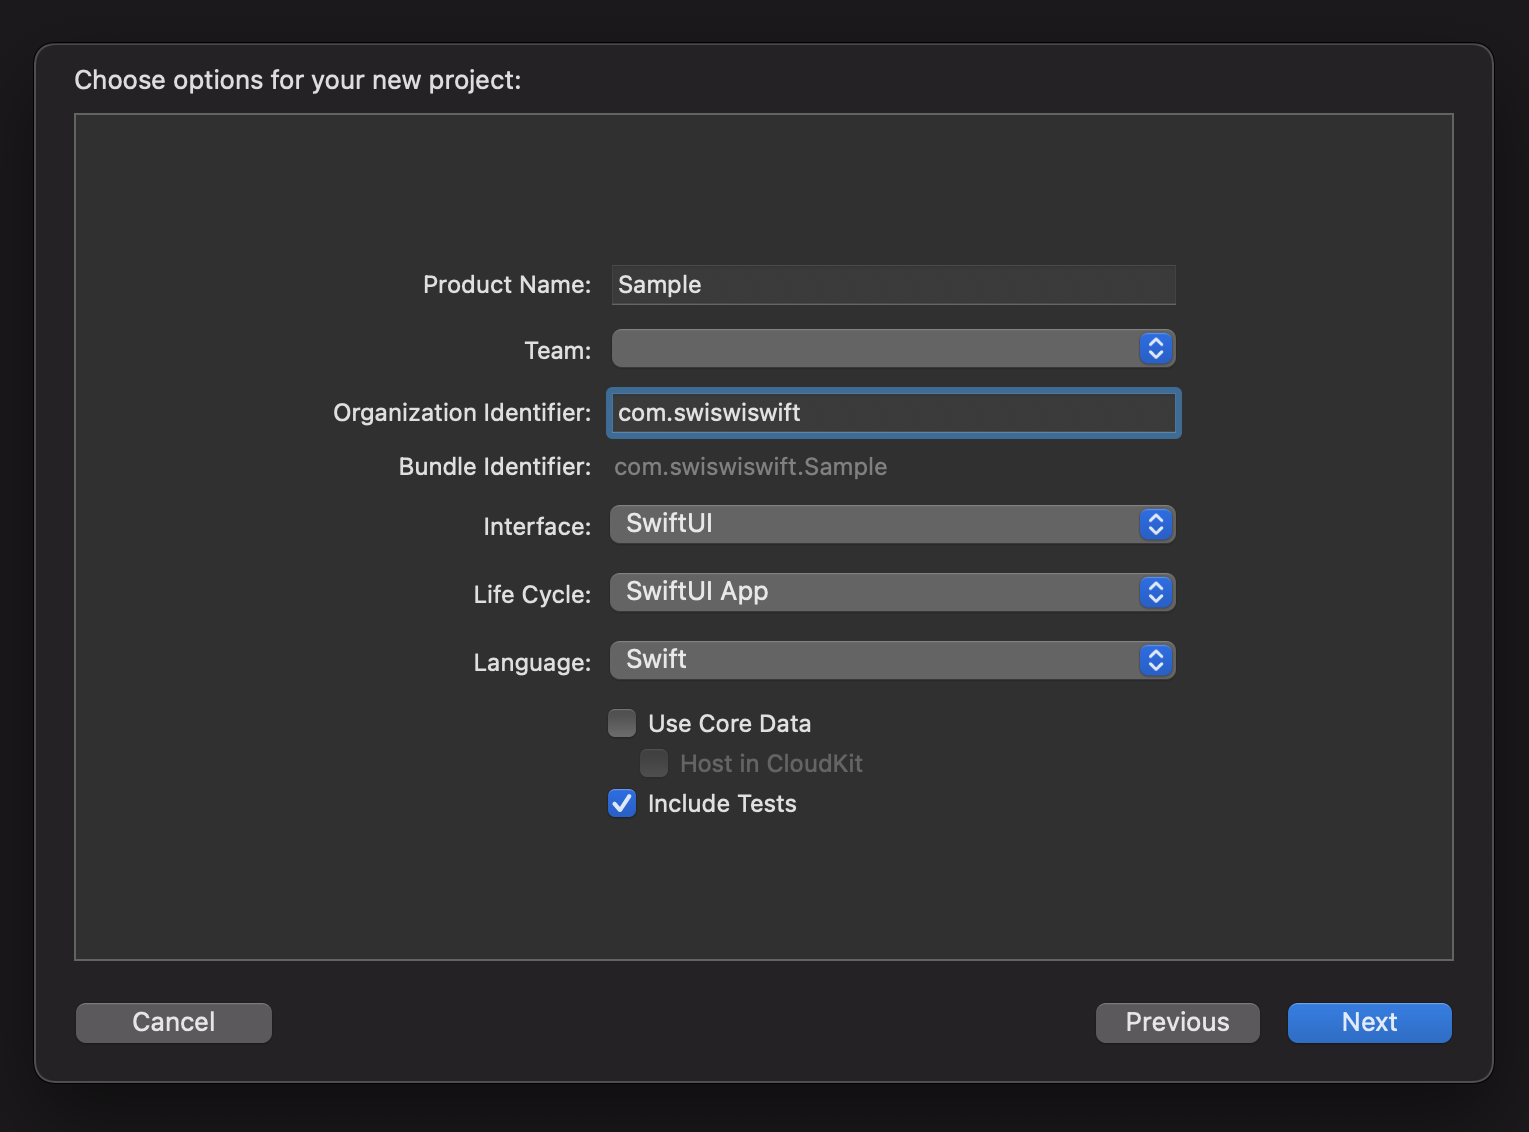 Choose options for your new project:
Product Name: Sample
Team:
Organization Identifier: com.swiswiswift
Bundle Identifier: com.swiswiswift.Sample
Interface: SwiftUI
Life Cycle: SwiftUI App
Language: Swift
Use Core Data
Host in CloudKit
Include Tests
Cancel Previous Next